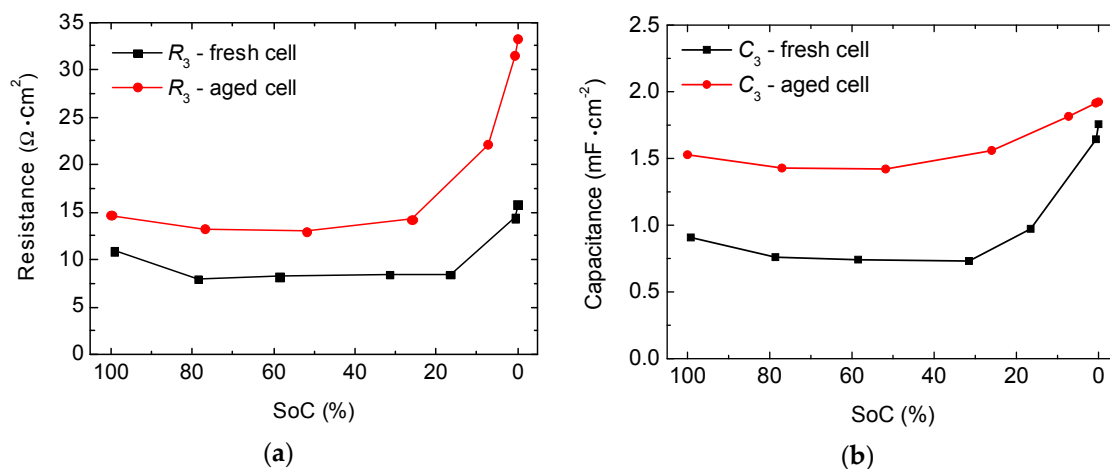 35
30
25
20
15
10
5
0
Resistance (Ω·cm²)
R₃ - fresh cell
R₃ - aged cell
100 80 60 40 20 0
SoC (%)
(a)
2.5
2.0
1.5
1.0
0.5
0.0
Capacitance (mF·cm⁻²)
C₃ - fresh cell
C₃ - aged cell
100 80 60 40 20 0
SoC (%)
(b)